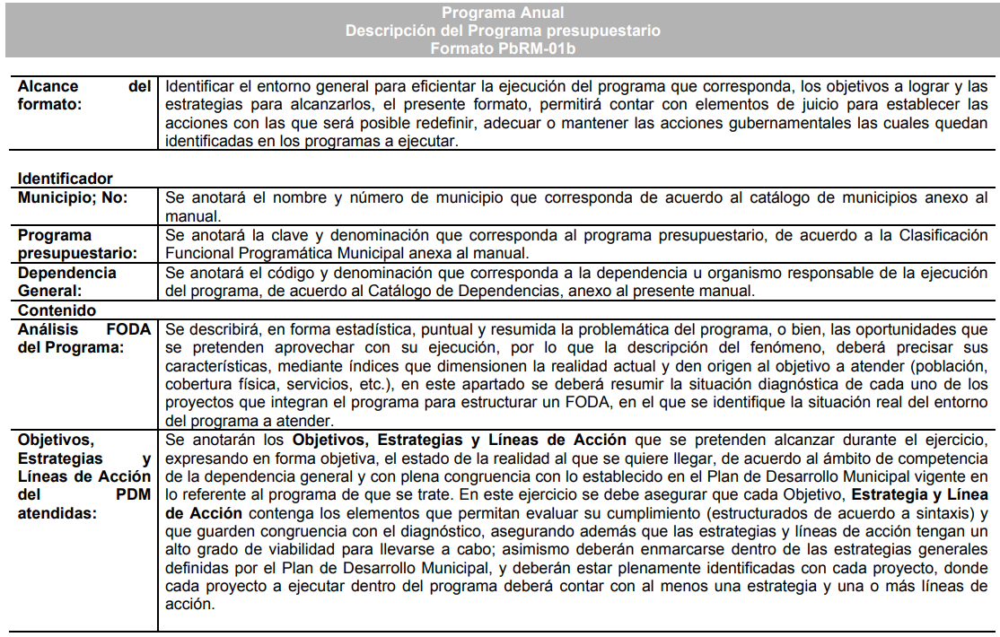 Programa Anual
Descripción del Programa presupuestario
Formato PbRM-01b
Alcance del formato:
Identificar el entorno general para eficientar la ejecución del programa que corresponda, los objetivos a lograr y las
estrategias para alcanzarlos, el presente formato, permitirá contar con elementos de juicio para establecer las
acciones con las que será posible redefinir, adecuar o mantener las acciones gubernamentales las cuales quedan
identificadas en los programas a ejecutar.
Identificador
Municipio; No:
Se anotará el nombre y número de municipio que corresponda de acuerdo al catálogo de municipios anexo al
manual.
Programa
presupuestario:
Se anotará la clave y denominación que corresponda al programa presupuestario, de acuerdo a la Clasificación
Funcional Programática Municipal anexa al manual.
Dependencia
General:
Se anotará el código y denominación que corresponda a la dependencia u organismo responsable de la ejecución
del programa, de acuerdo al Catálogo de Dependencias, anexo al presente manual.
Contenido
Análisis FODA
del Programa:
Se describirá, en forma estadística, puntual y resumida la problemática del programa, o bien, las oportunidades que
se pretenden aprovechar con su ejecución, por lo que la descripción del fenómeno, deberá precisar sus
características, mediante índices que dimensionen la realidad actual y den origen al objetivo a atender (población,
cobertura física, servicios, etc.), en este apartado se deberá resumir la situación diagnóstica de cada uno de los
proyectos que integran el programa para estructurar un FODA, en el que se identifique la situación real del entorno
del programa a atender.
Objetivos,
Estrategias y
Líneas de Acción
del PDM
atendidas:
Se anotarán los Objetivos, Estrategias y Líneas de Acción que se pretenden alcanzar durante el ejercicio,
expresando en forma objetiva, el estado de la realidad al que se quiere llegar, de acuerdo al ámbito de competencia
de la dependencia general y con plena congruencia con lo establecido en el Plan de Desarrollo Municipal vigente en
lo referente al programa de que se trate. En este ejercicio se debe asegurar que cada Objetivo, Estrategia y Línea
de Acción contenga los elementos que permitan evaluar su cumplimiento (estructurados de acuerdo a sintaxis) y
que guarden congruencia con el diagnóstico, asegurando además que las estrategias y líneas de acción tengan un
alto grado de viabilidad para llevarse a cabo; asimismo deberán enmarcarse dentro de las estrategias generales
definidas por el Plan de Desarrollo Municipal, y deberán estar plenamente identificadas con cada proyecto, donde
cada proyecto a ejecutar dentro del programa deberá contar con al menos una estrategia y una o más líneas de
acción.